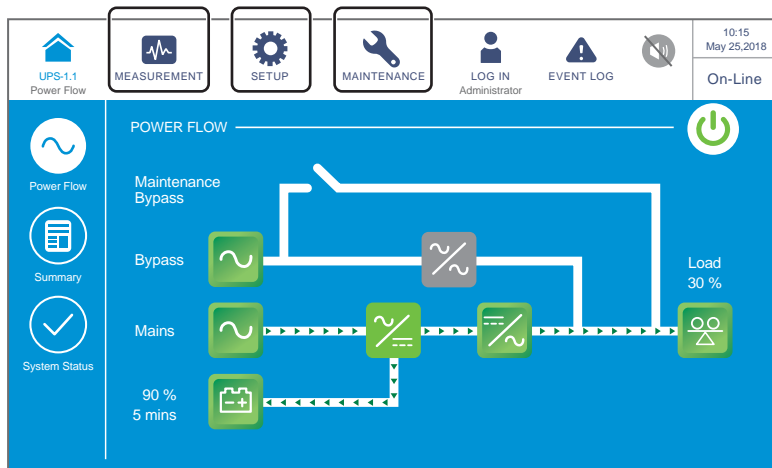 UPS-1.1
Power Flow
MEASUREMENT
SETUP
MAINTENANCE
LOG IN
Administrator
EVENT LOG
10:15
May 25,2018
On-Line
Power Flow
Summary
System Status
POWER FLOW
Maintenance
Bypass
Bypass
Mains
90 %
5 mins
Load
30 %